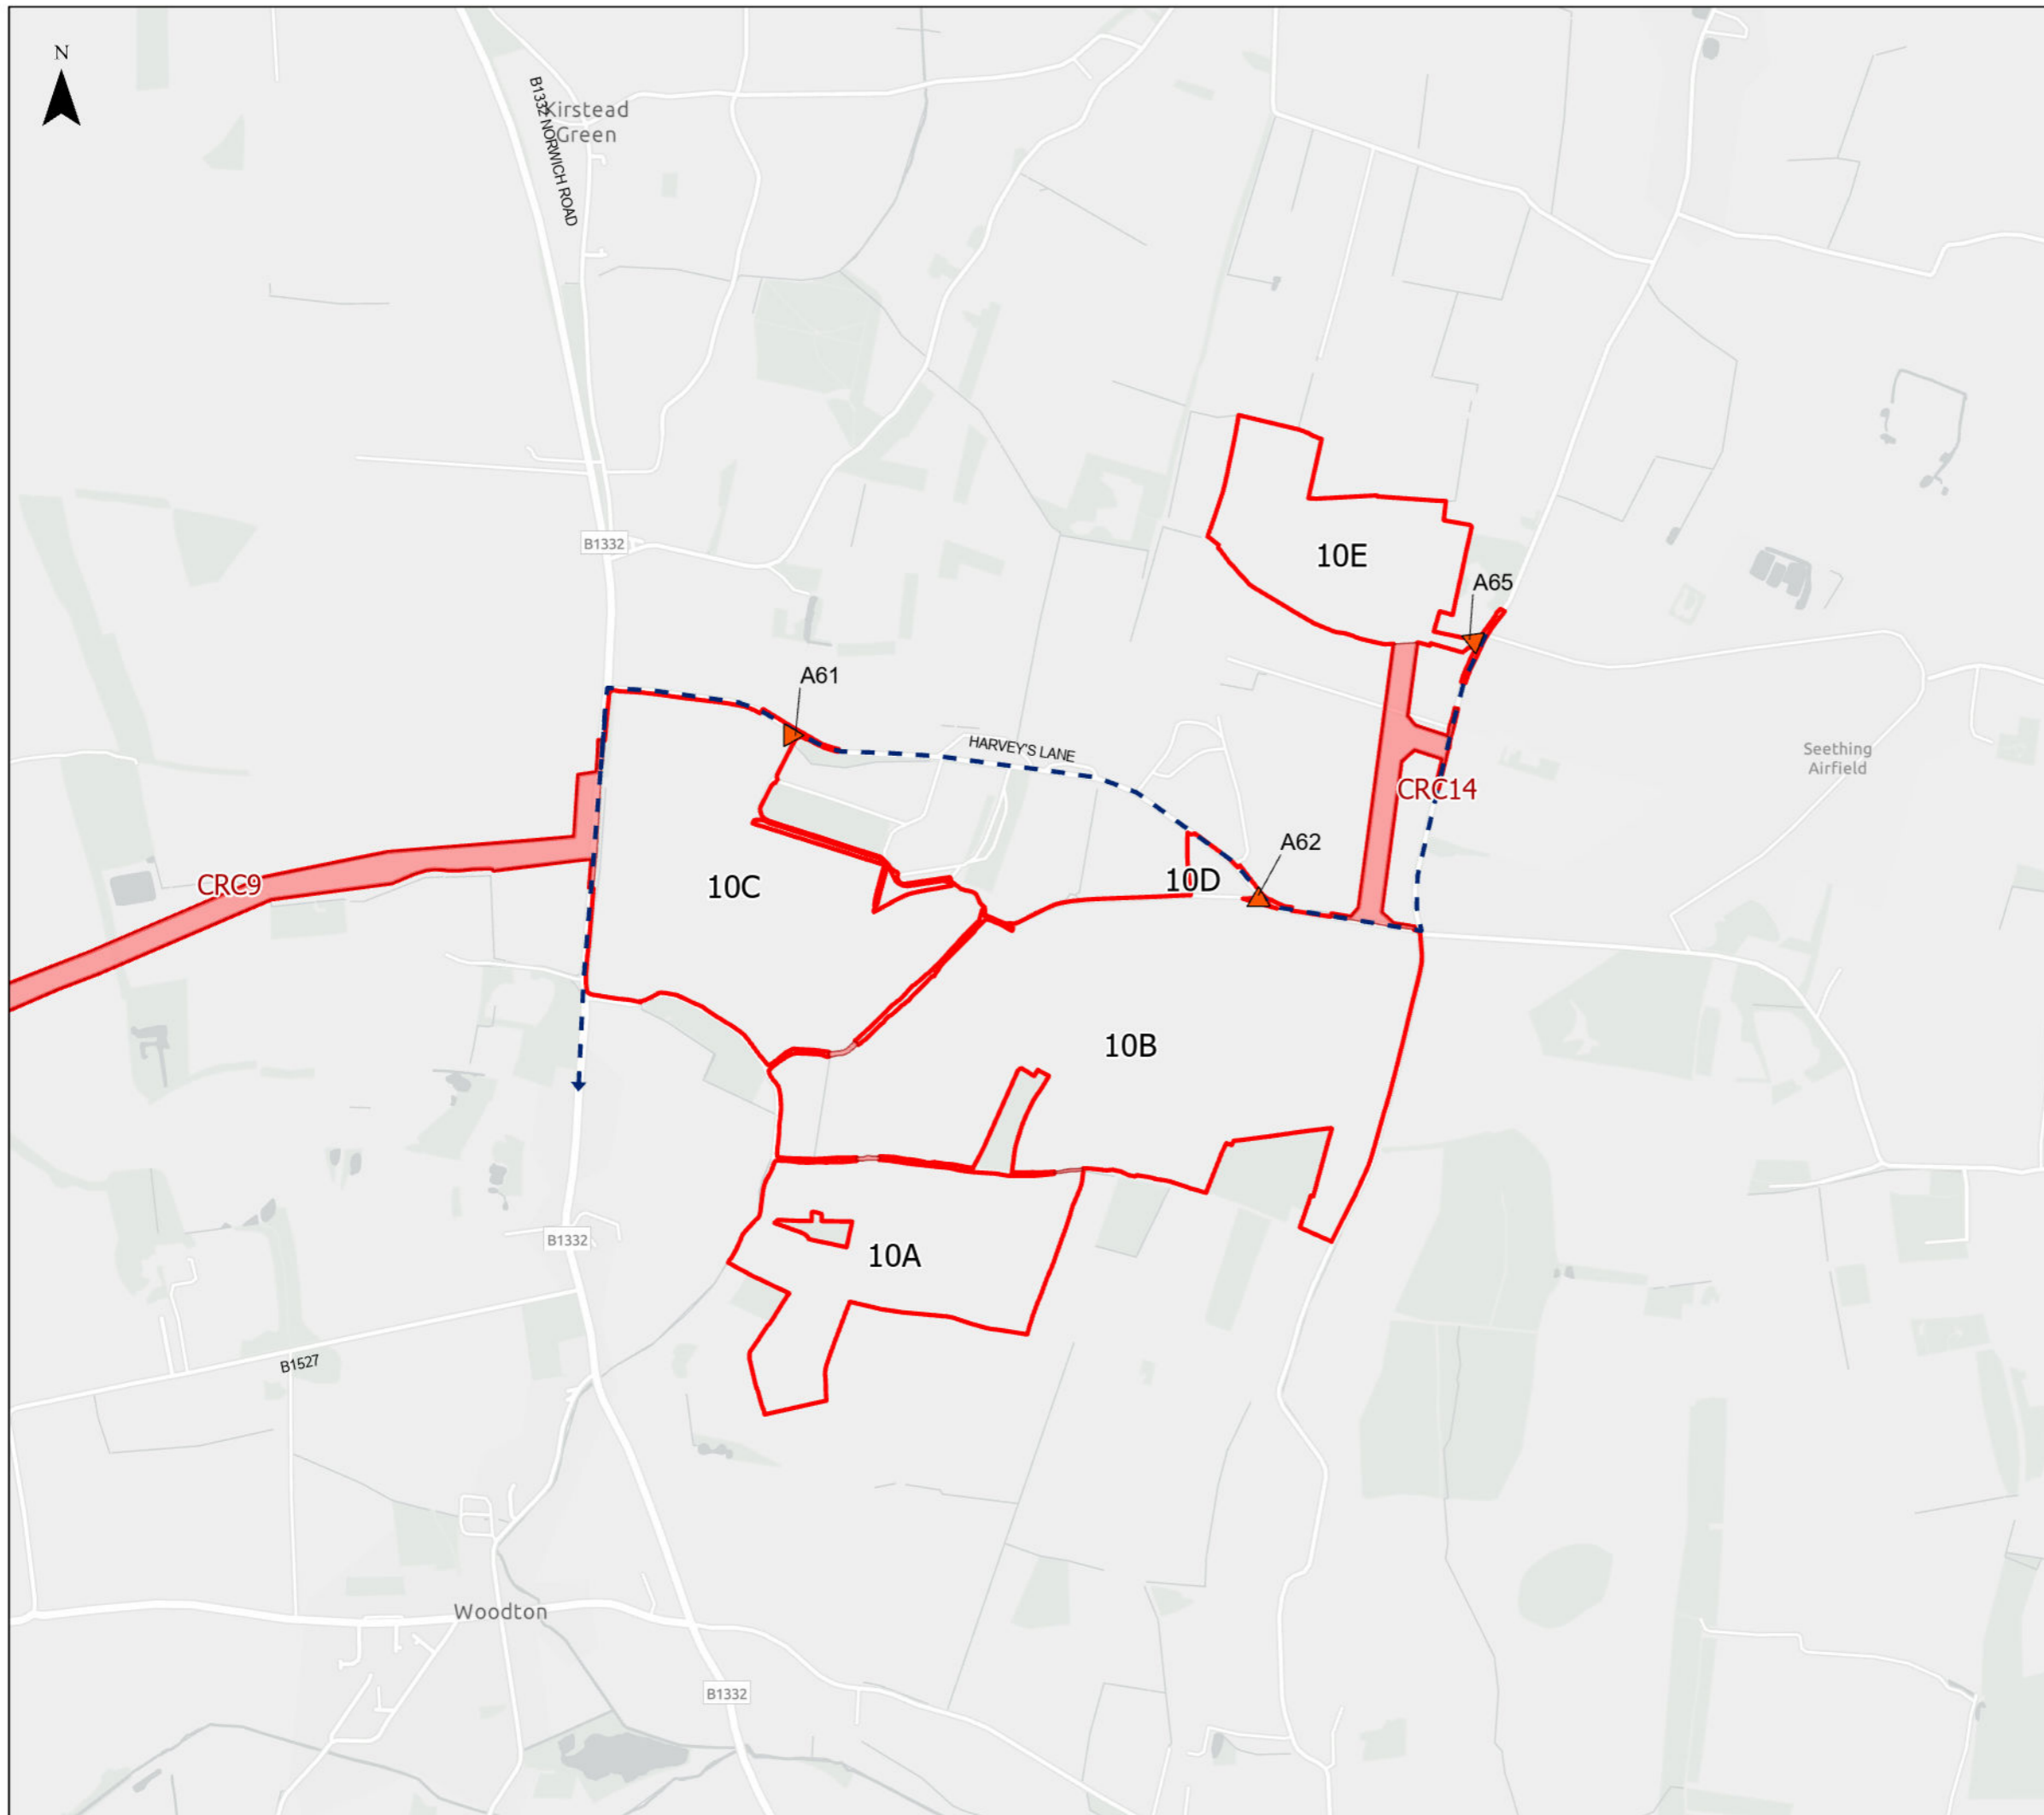 N
B1332 NORWICH ROAD
Kirstead
Green
B1332
10E
A65
A61
HARVEY'S LANE
Seething
Airfield
CRC14
A62
CRC9
10C
10D
10B
B1332
10A
B1527
Woodton
B1332